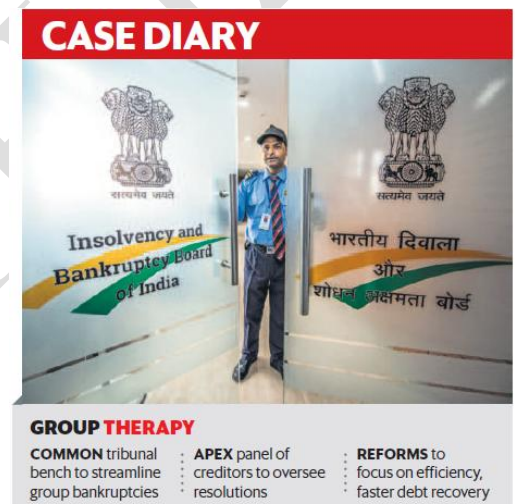 CASE DIARY
सत्यमेव जयते
सत्यमेव जयते
Insolvency and
Bankruptcy Board
of India
भारतीय दिवाला
और
शोधन अक्षमता बोर्ड
GROUP THERAPY
COMMON tribunal
bench to streamline
group bankruptcies
APEX panel of
creditors to oversee
resolutions
REFORMS to
focus on efficiency,
faster debt recovery